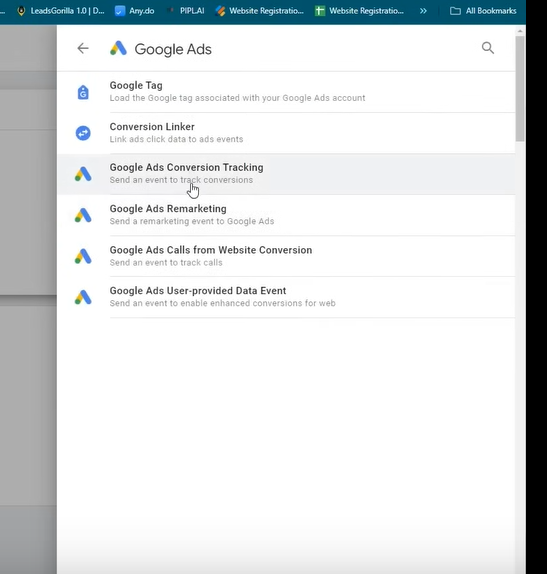 LeadsGorilla 1.0 | D...
Any.do
PIPI.AI
Website Registratio...
Website Registratio...
All Bookmarks
Google Ads
Google Tag
Load the Google tag associated with your Google Ads account
Conversion Linker
Link ads click data to ads events
Google Ads Conversion Tracking
Send an event to track conversions
Google Ads Remarketing
Send a remarketing event to Google Ads
Google Ads Calls from Website Conversion
Send an event to track calls
Google Ads User-provided Data Event
Send an event to enable enhanced conversions for web